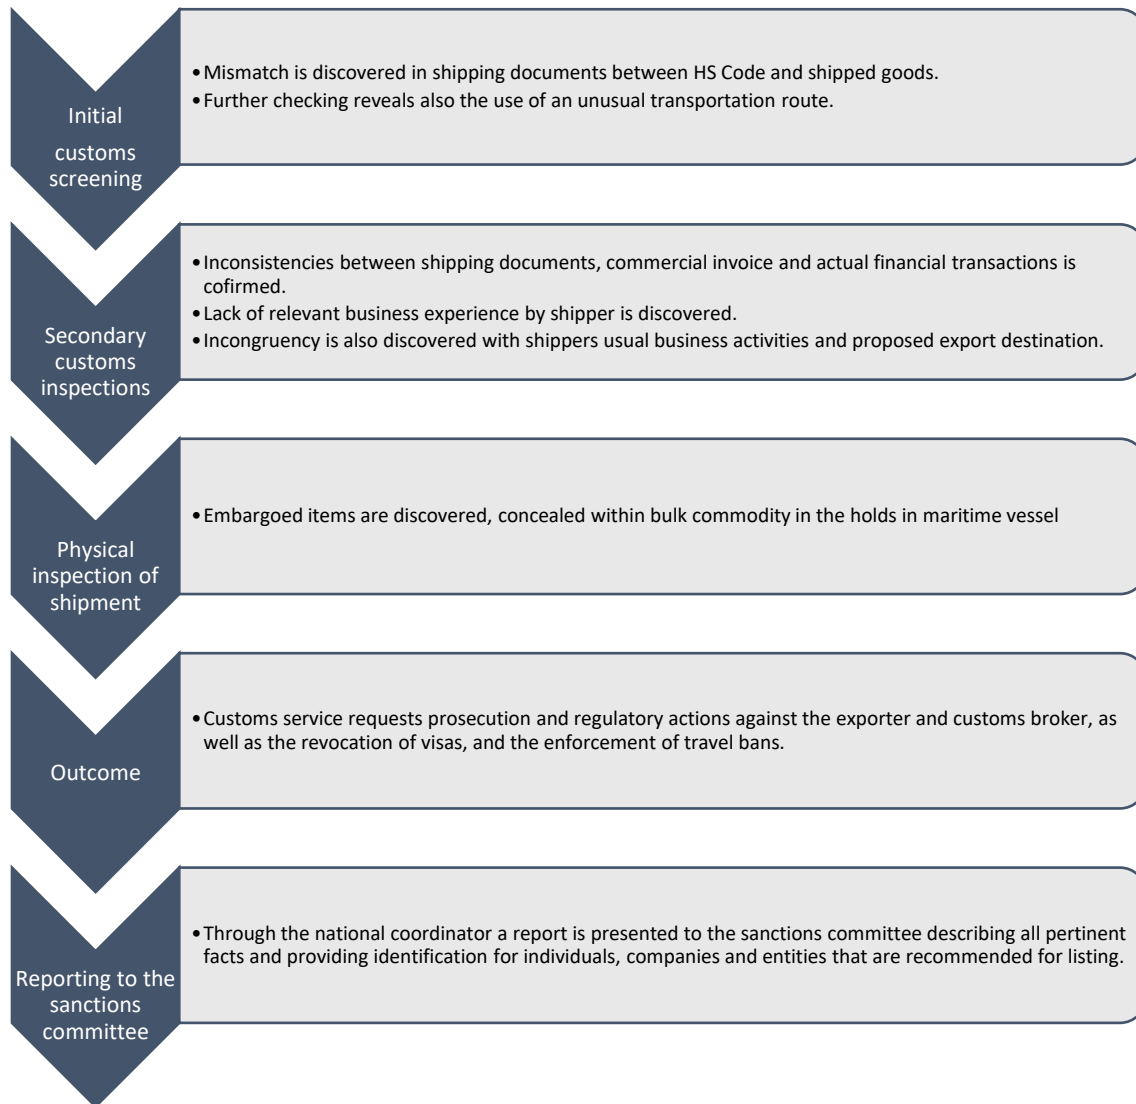 Initial
customs
screening
•Mismatch is discovered in shipping documents between HS Code and shipped goods.
•Further checking reveals also the use of an unusual transportation route.
Secondary
customs
inspections
•Inconsistencies between shipping documents, commercial invoice and actual financial transactions is
cofirmed.
•Lack of relevant business experience by shipper is discovered.
•Incongruency is also discovered with shippers usual business activities and proposed export destination.
Physical
inspection of
shipment
•Embargoed items are discovered, concealed within bulk commodity in the holds in maritime vessel
Outcome
•Customs service requests prosecution and regulatory actions against the exporter and customs broker, as
well as the revocation of visas, and the enforcement of travel bans.
Reporting to the
sanctions
committee
•Through the national coordinator a report is presented to the sanctions committee describing all pertinent
facts and providing identification for individuals, companies and entities that are recommended for listing.